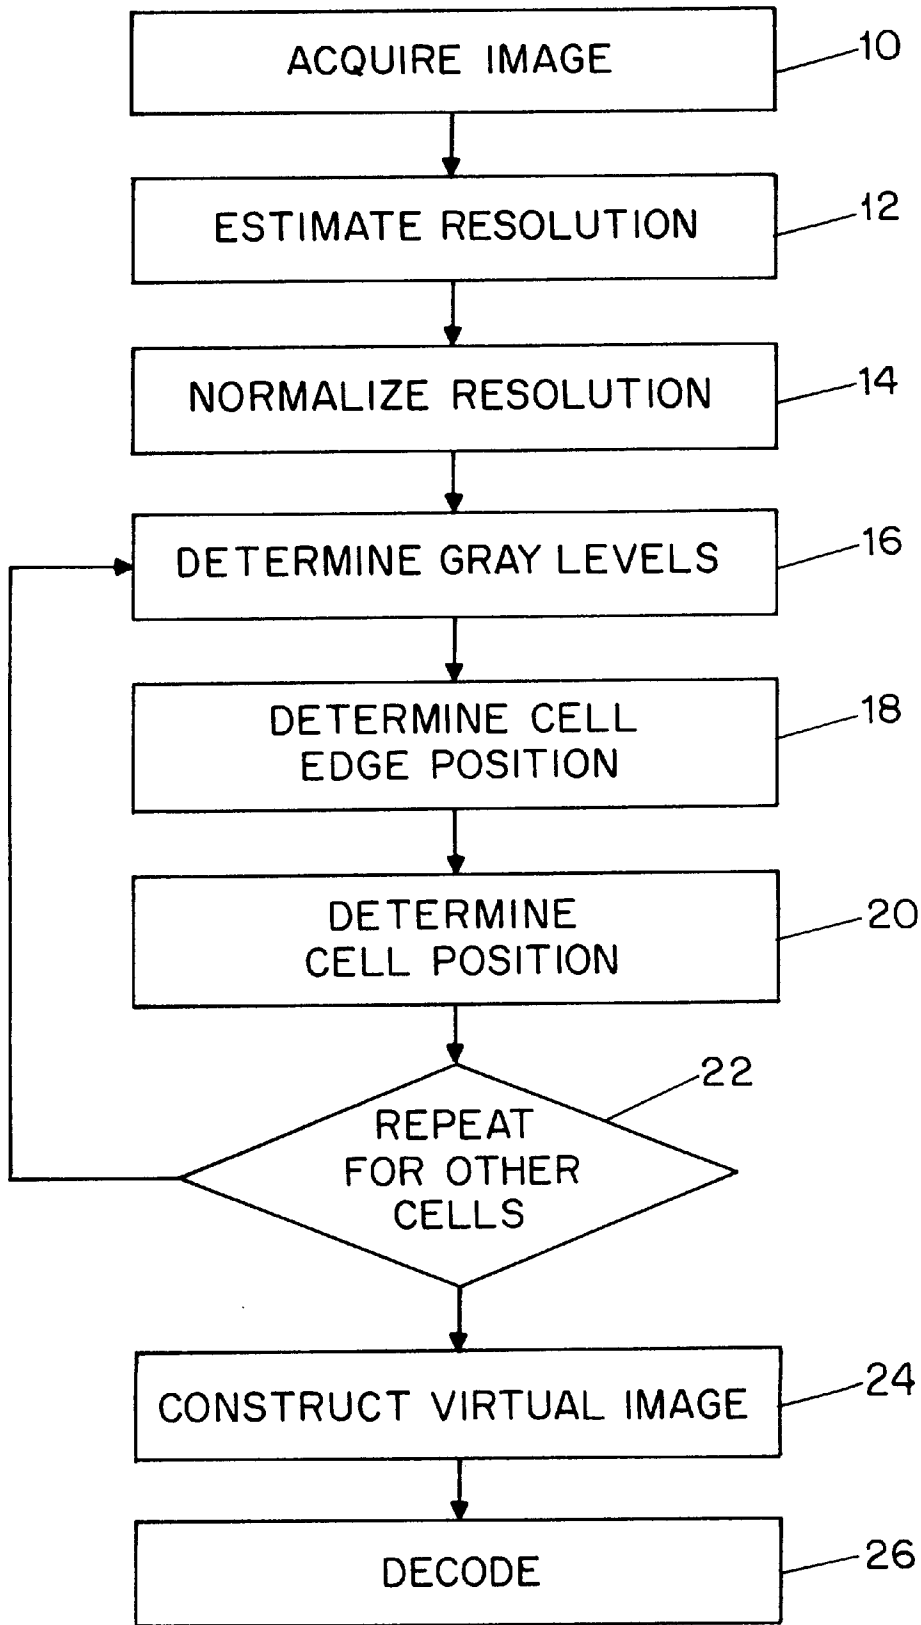 ACQUIRE IMAGE
10
ESTIMATE RESOLUTION
12
NORMALIZE RESOLUTION
14
DETERMINE GRAY LEVELS
16
DETERMINE CELL
EDGE POSITION
18
DETERMINE
CELL POSITION
20
REPEAT
FOR OTHER
CELLS
22
CONSTRUCT VIRTUAL IMAGE
24
DECODE
26